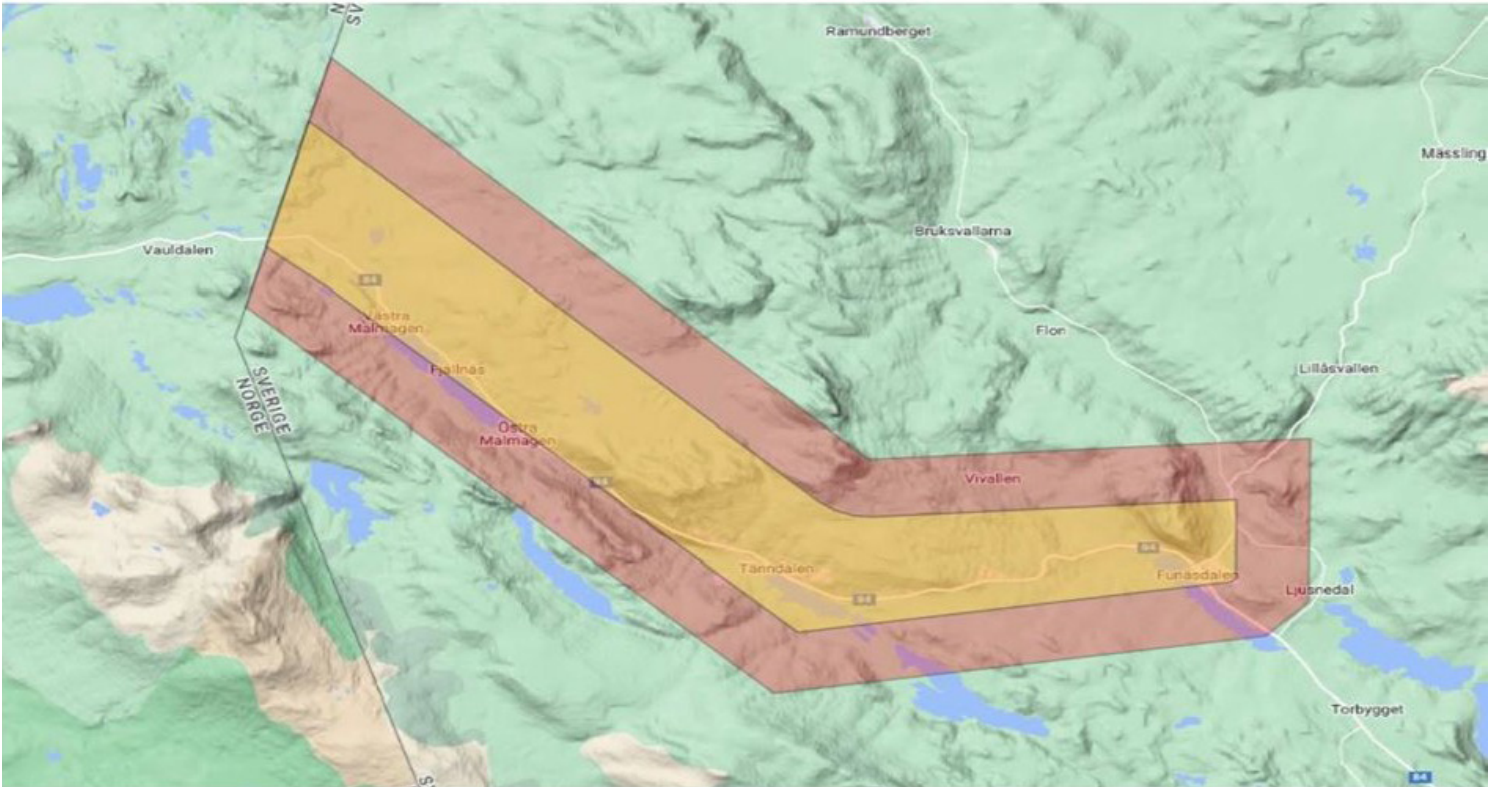 N
SV
Ramundberget
Mässling
Bruksvallarna
Vauldalen
84
Västra
Malmagen
Flon
Fjällnäs
Lillåsvallen
SVERIGE
NORGE
Östra
Malmagen
84
Vivallen
84
Tänndalen
Funäsdalen
84
Ljusnedal
Torbygget
84
S